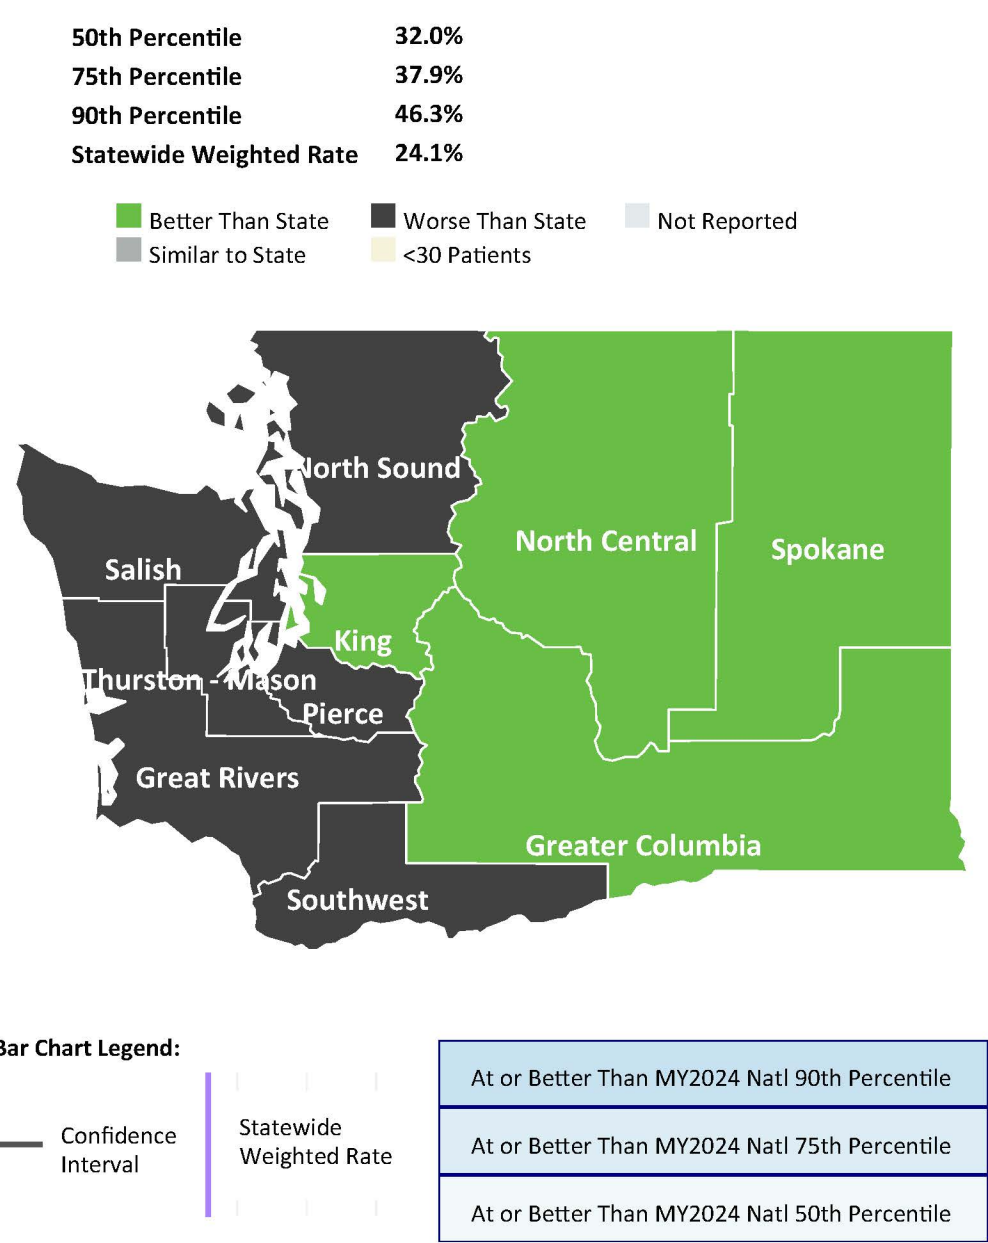 50th Percentile 32.0%
75th Percentile 37.9%
90th Percentile 46.3%
Statewide Weighted Rate 24.1%
Better Than State Worse Than State Not Reported
Similar to State <30 Patients
North Sound
North Central
Spokane
Salish
King
Thurston - Mason
Pierce
Great Rivers
Greater Columbia
Southwest
Bar Chart Legend:
Confidence
Interval
Statewide
Weighted Rate
At or Better Than MY2024 Natl 90th Percentile
At or Better Than MY2024 Natl 75th Percentile
At or Better Than MY2024 Natl 50th Percentile